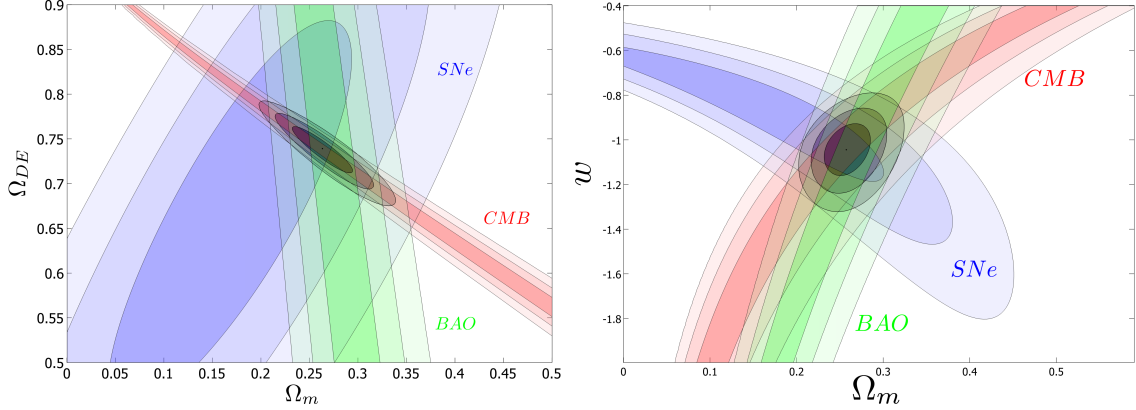 0.9
0.85
0.8
0.75
0.7
0.65
0.6
0.55
0.5
Ω_DE
SNe
CMB
BAO
0 0.05 0.1 0.15 0.2 0.25 0.3 0.35 0.4 0.45 0.5
Ω_m
-0.4
-0.6
-0.8
-1
-1.2
-1.4
-1.6
-1.8
w
CMB
SNe
BAO
0 0.1 0.2 0.3 0.4 0.5
Ω_m